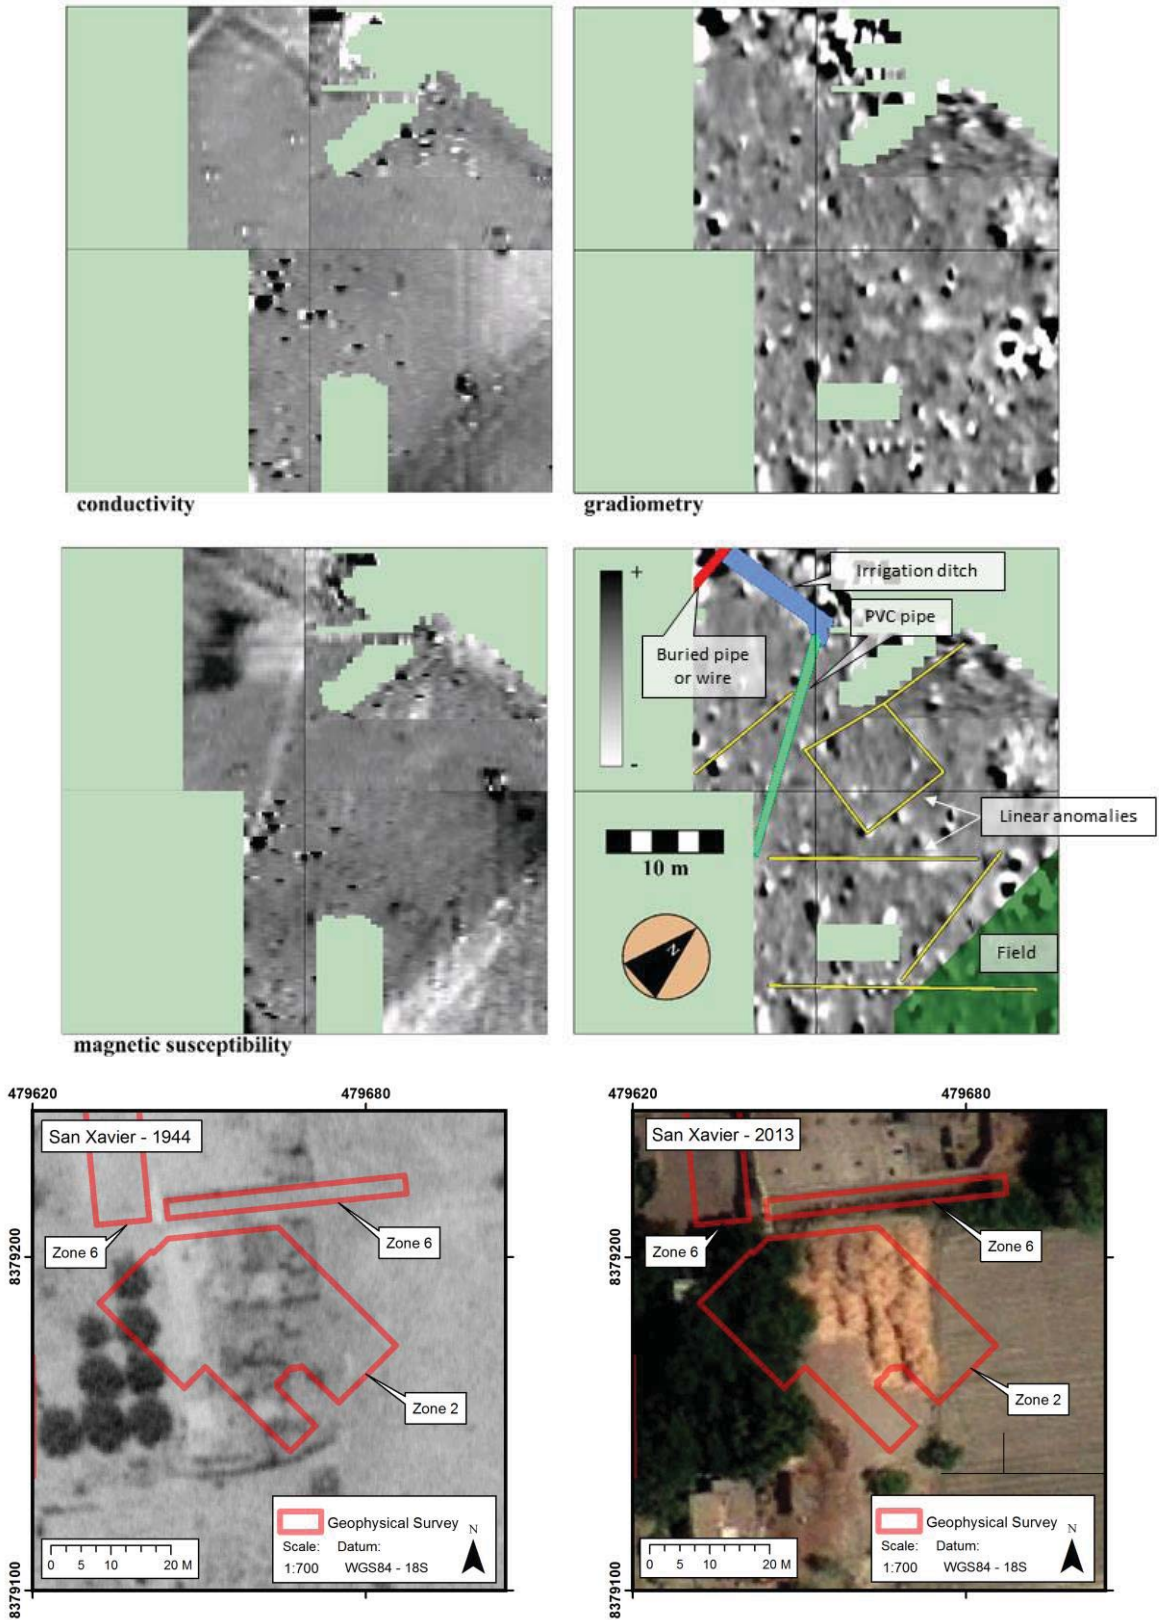 conductivity
gradiometry
+
-
Irrigation ditch
PVC pipe
Buried pipe
or wire
Linear anomalies
10 m
N
Field
magnetic susceptibility
479620
479680
San Xavier - 1944
Zone 6
Zone 6
8379200
Zone 2
Geophysical Survey
N
Scale:
Datum:
0
5
10
20 M
1:700
WGS84 - 18S
8379100
479620
479680
San Xavier - 2013
Zone 6
Zone 6
8379200
Zone 2
Geophysical Survey
N
Scale:
Datum:
0
5
10
20 M
1:700
WGS84 - 18S
8379100